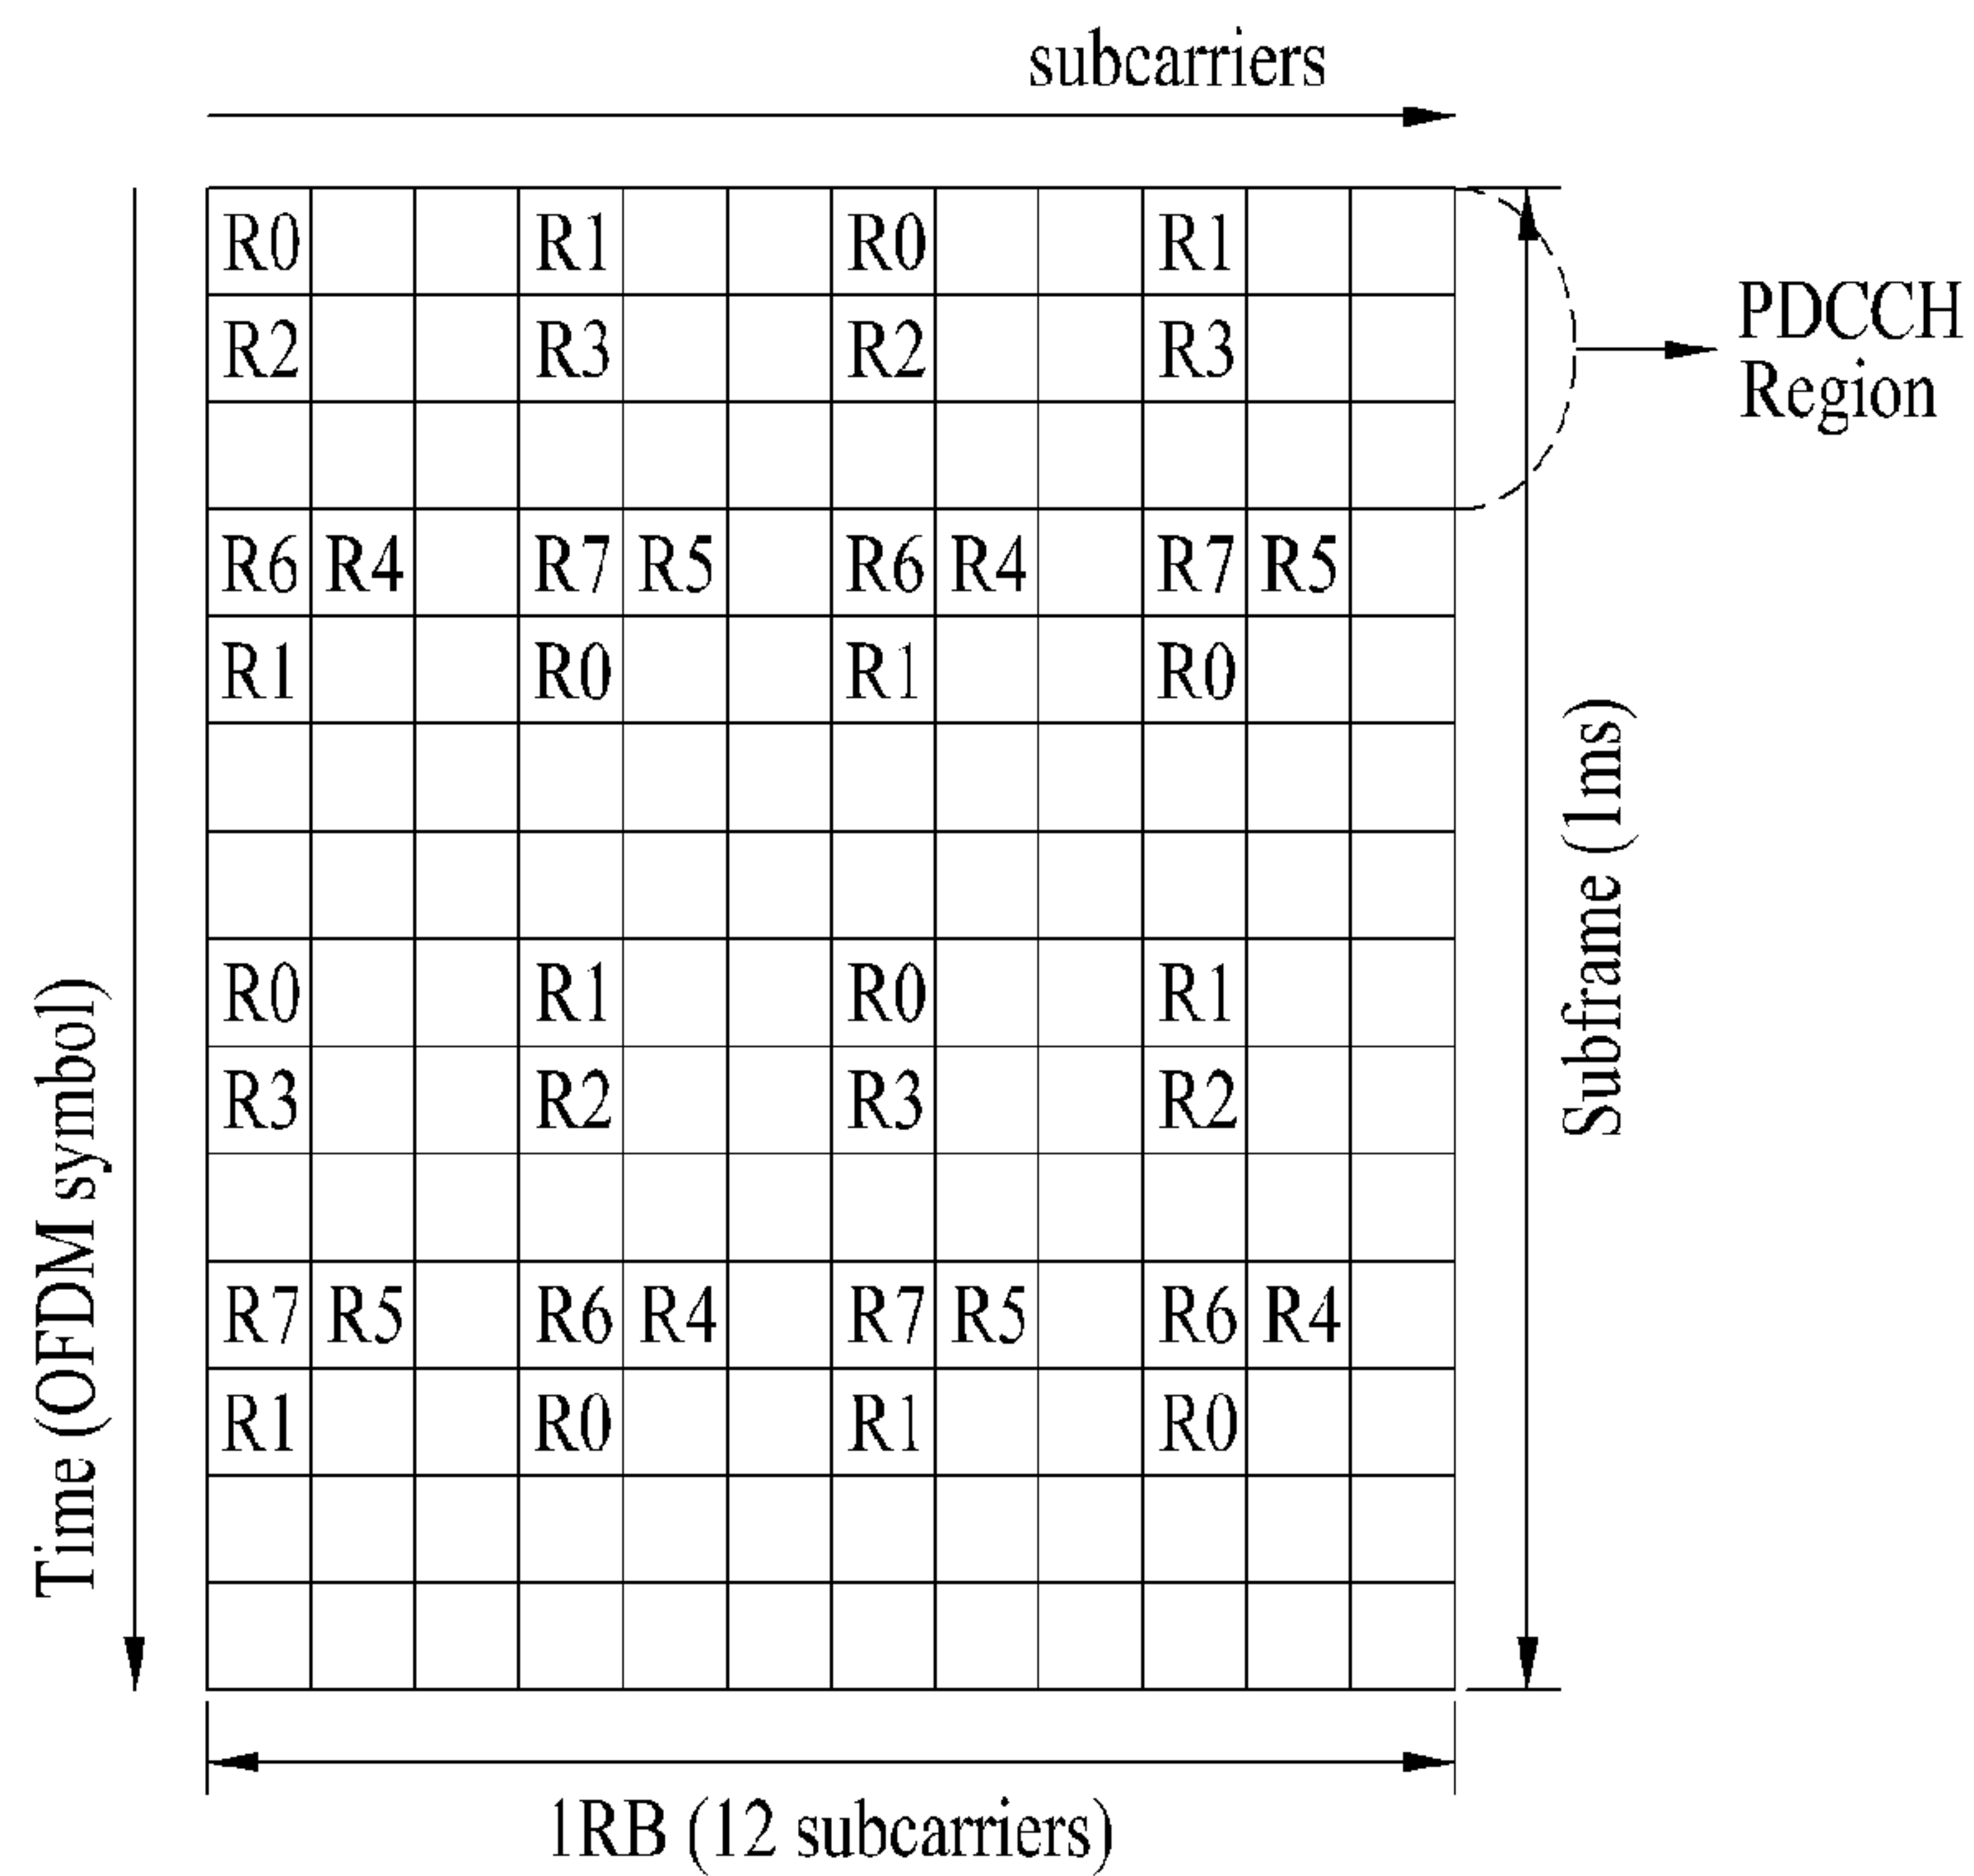 subcarriers
R0 R1 R0 R1
R2 R3 R2 R3
PDCCH
Region
R6 R4 R7 R5 R6 R4 R7 R5
R1 R0 R1 R0
R0 R1 R0 R1
R3 R2 R3 R2
R7 R5 R6 R4 R7 R5 R6 R4
R1 R0 R1 R0
Time (OFDM symbol)
Subframe (1ms)
1RB (12 subcarriers)